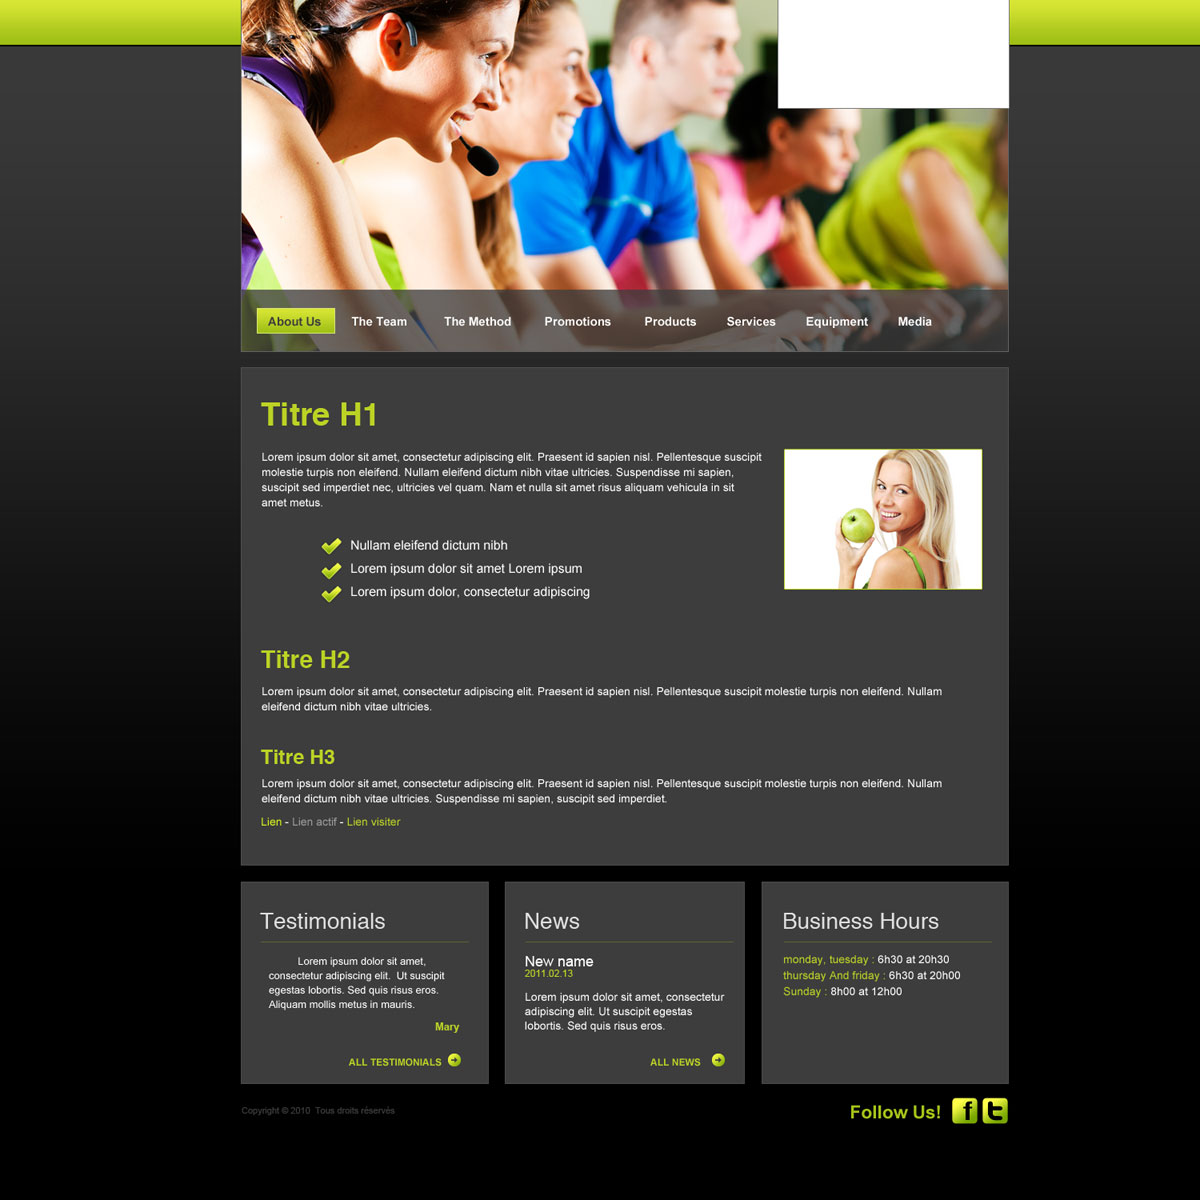 About Us The Team The Method Promotions Products Services Equipment Media
Titre H1
Lorem ipsum dolor sit amet, consectetur adipiscing elit. Praesent id sapien nisl. Pellentesque suscipit
molestie turpis non eleifend. Nullam eleifend dictum nibh vitae ultricies. Suspendisse mi sapien,
suscipit sed imperdiet nec, ultricies vel quam. Nam et nulla sit amet risus aliquam vehicula in sit
amet metus.
Nullam eleifend dictum nibh
Lorem ipsum dolor sit amet Lorem ipsum
Lorem ipsum dolor, consectetur adipiscing
Titre H2
Lorem ipsum dolor sit amet, consectetur adipiscing elit. Praesent id sapien nisl. Pellentesque suscipit molestie turpis non eleifend. Nullam
eleifend dictum nibh vitae ultricies.
Titre H3
Lorem ipsum dolor sit amet, consectetur adipiscing elit. Praesent id sapien nisl. Pellentesque suscipit molestie turpis non eleifend. Nullam
eleifend dictum nibh vitae ultricies. Suspendisse mi sapien, suscipit sed imperdiet.
Lien - Lien actif - Lien visiter
Testimonials
Lorem ipsum dolor sit amet,
consectetur adipiscing elit. Ut suscipit
egestas lobortis. Sed quis risus eros.
Aliquam mollis metus in mauris.
Mary
ALL TESTIMONIALS
News
New name
2011.02.13
Lorem ipsum dolor sit amet, consectetur
adipiscing elit. Ut suscipit egestas
lobortis. Sed quis risus eros.
ALL NEWS
Business Hours
monday, tuesday : 6h30 at 20h30
thursday And friday : 6h30 at 20h00
Sunday : 8h00 at 12h00
Copyright © 2010 Tous droits réservés
Follow Us! f t